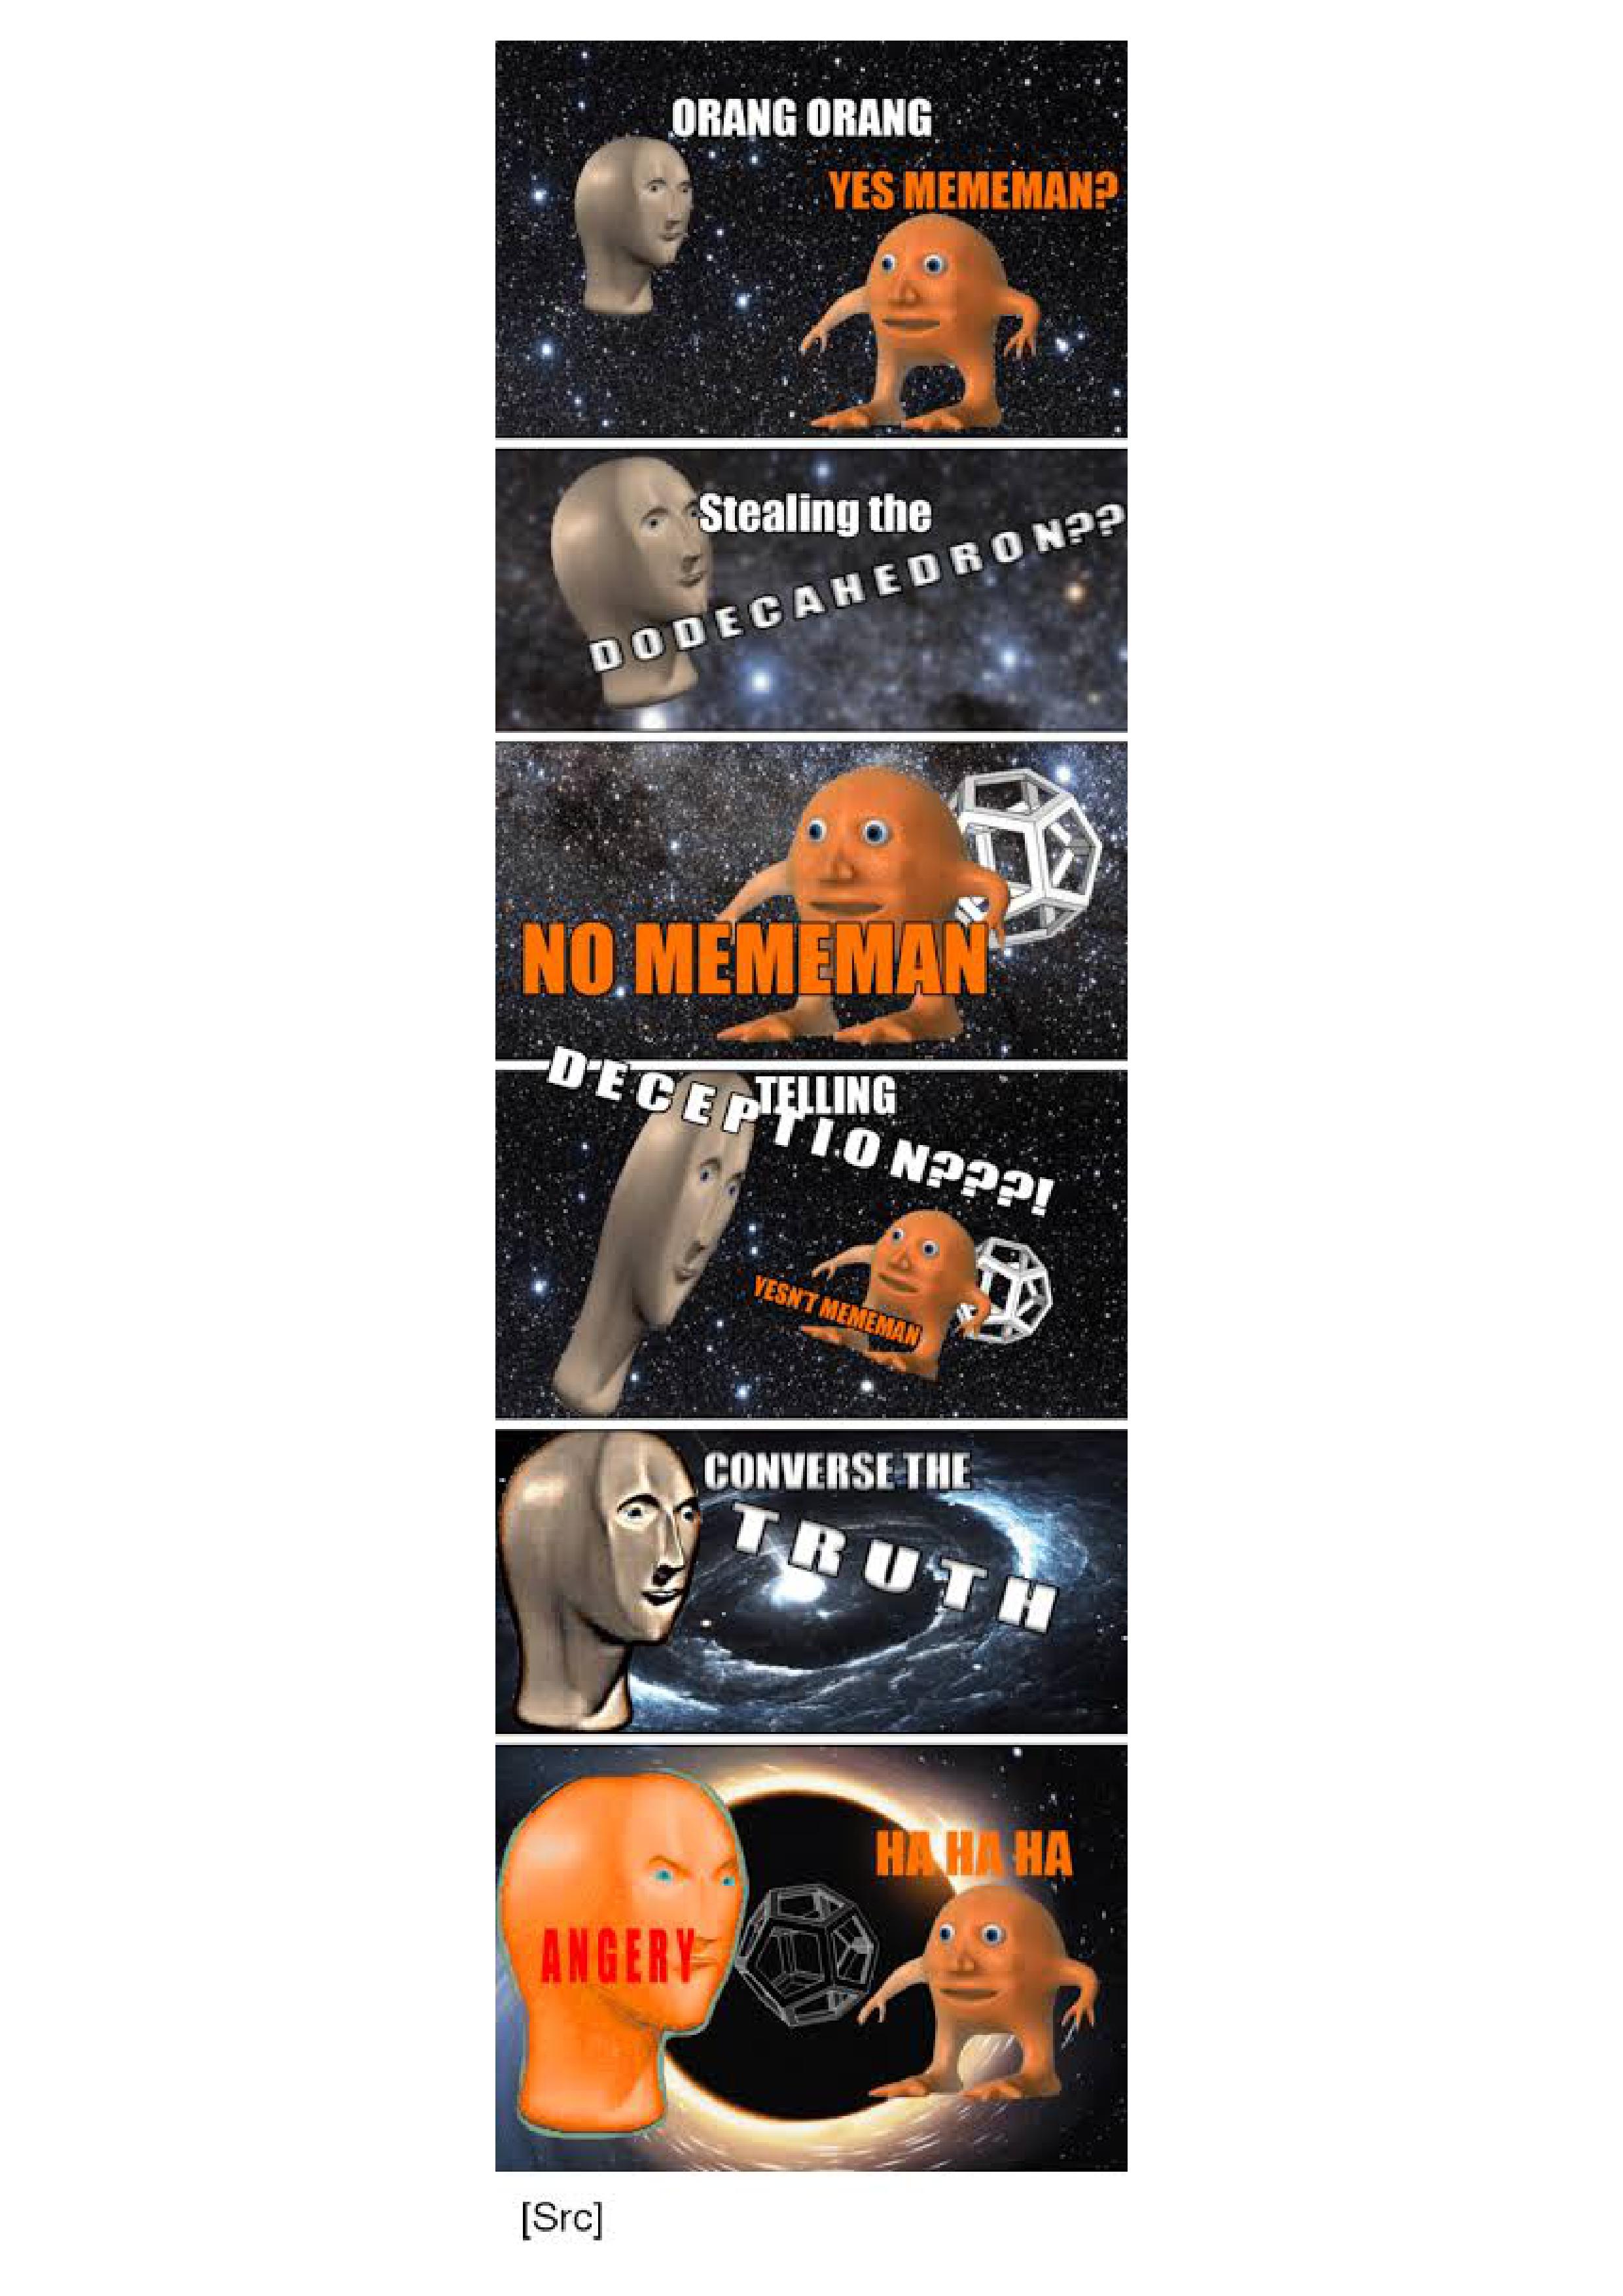 ORANG ORANG
YES MEMEMAN?
Stealing the
DODECAHEDRON??
NO MEMEMAN
TELLING
DECEPTION???!
YESN'T MEMEMAN
CONVERSE THE
TRUTH
HA HA HA
ANGERY
[Src]